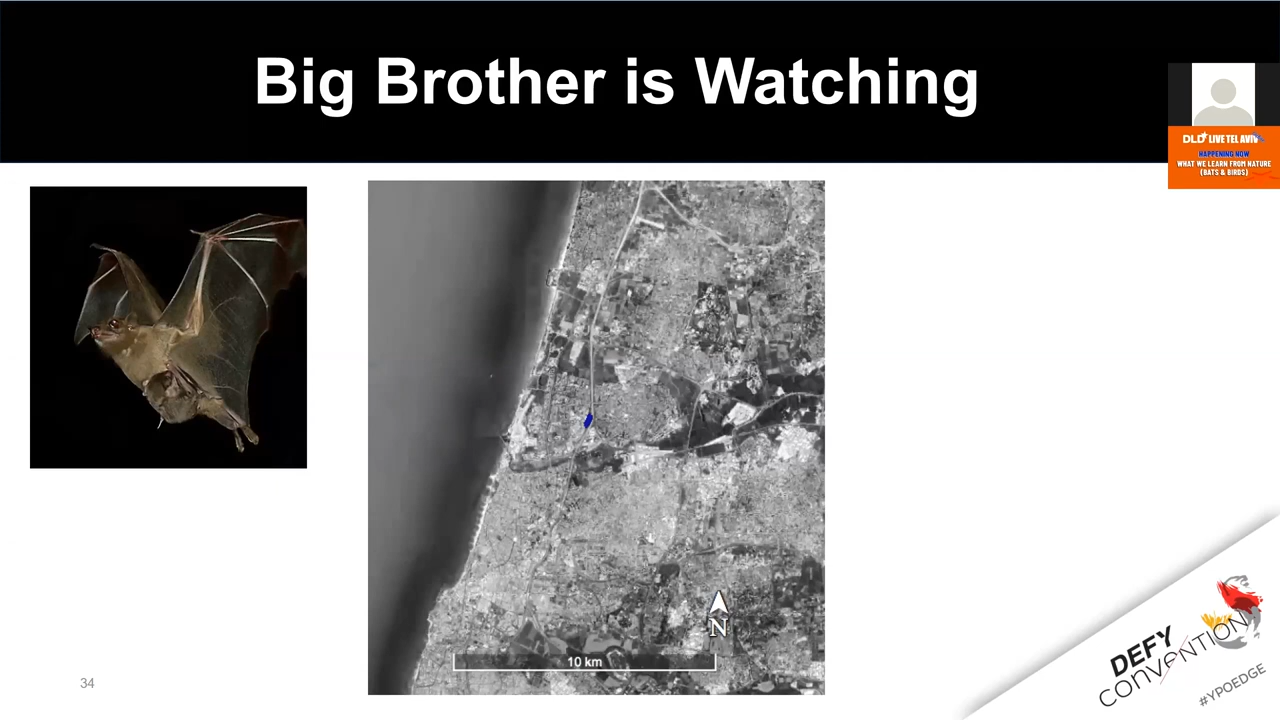 Big Brother is Watching
DLD LIVE TEL AVIV
HAPPENING NOW
WHAT WE LEARN FROM NATURE
(BATS & BIRDS)
N
10 km
34
DEFY
CONVENTION
#YPOEDGE